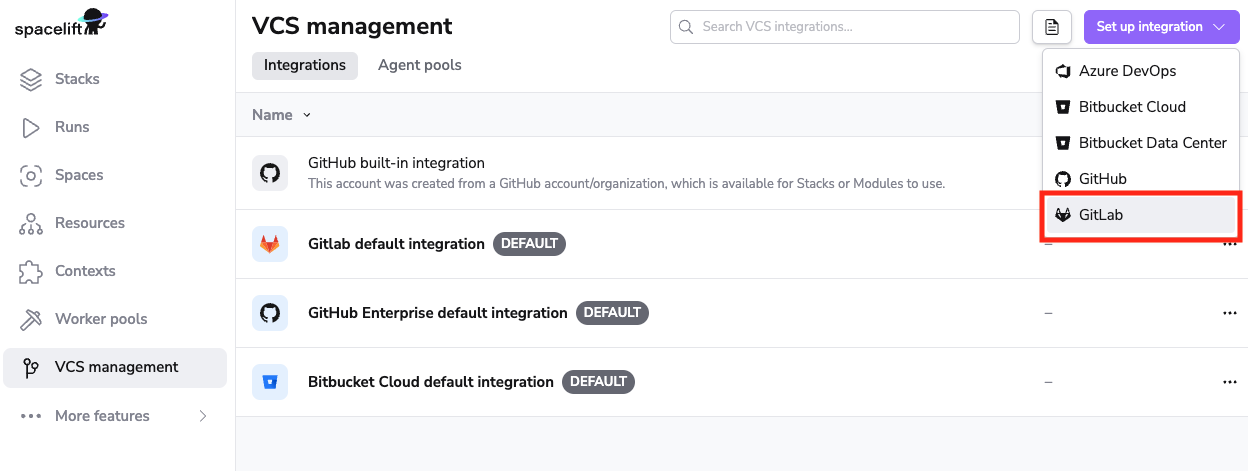 spacelift
Stacks
Runs
Spaces
Resources
Contexts
Worker pools
VCS management
More features
VCS management
Search VCS integrations...
Set up integration
Integrations
Agent pools
Azure DevOps
Bitbucket Cloud
Bitbucket Data Center
GitHub
GitLab
Name
GitHub built-in integration
This account was created from a GitHub account/organization, which is available for Stacks or Modules to use.
Gitlab default integration DEFAULT
–
GitHub Enterprise default integration DEFAULT
–
Bitbucket Cloud default integration DEFAULT
–